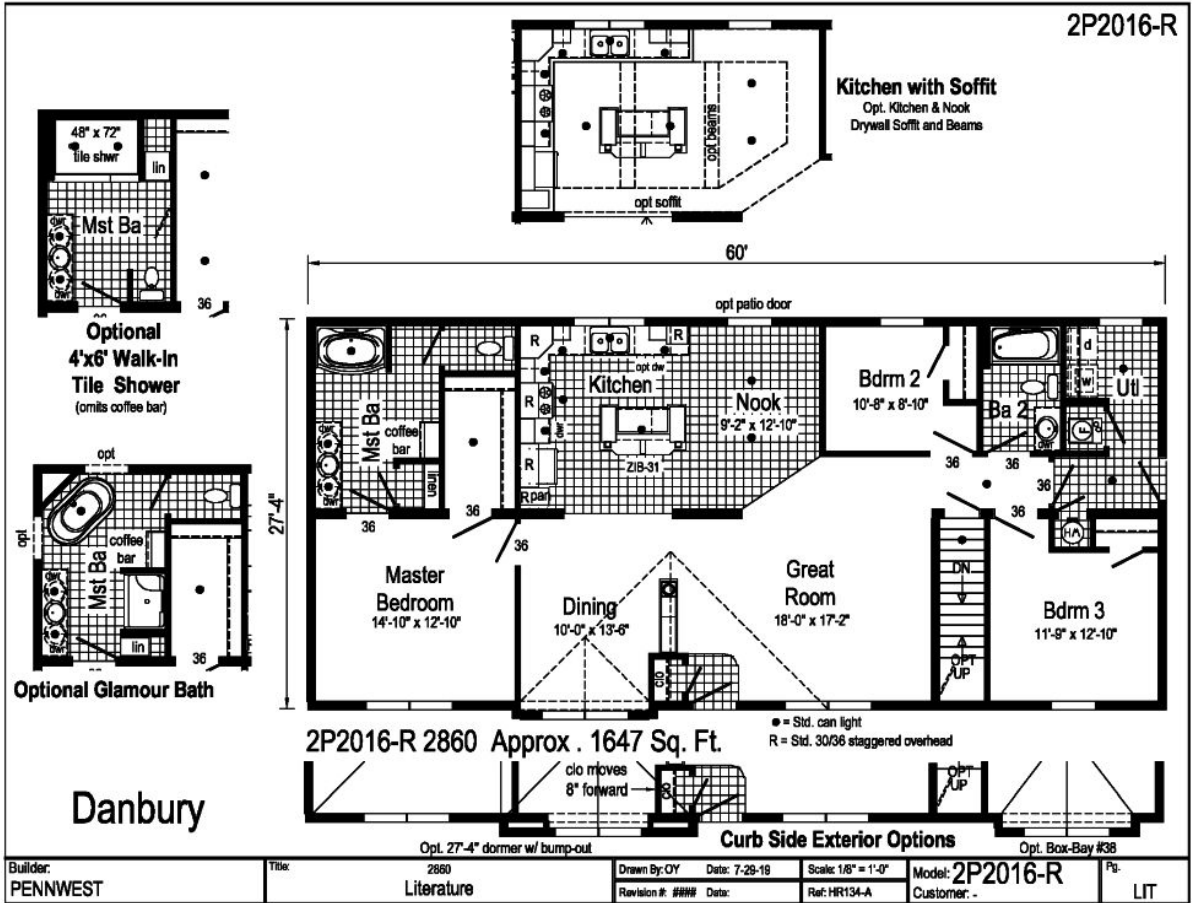 2P2016-R
Kitchen with Soffit
Opt. Kitchen & Nook
Drywall Soffit and Beams
opt beams
opt soffit
48" x 72"
tile shwr
lin
Mst Ba
dwr
dwr
36
Optional
4'x6' Walk-In
Tile Shower
(omits coffee bar)
opt
opt
coffee
bar
Mst Ba
dwr
dwr
lin
36
Optional Glamour Bath
60'
27'-4"
opt patio door
Mst Ba
coffee
bar
linen
dwr
dwr
36
36
36
R
R
R
R
R
pan
opt dw
dwr
Kitchen
ZIB-31
Nook
9'-2" x 12'-10"
Bdrm 2
10'-8" x 8'-10"
Ba 2
dwr
d
w
Utl
F
36
36
36
36
HA
Master
Bedroom
14'-10" x 12'-10"
Dining
10'-0" x 13'-6"
Great
Room
18'-0" x 17'-2"
clo
DN
OPT
UP
Bdrm 3
11'-9" x 12'-10"
● = Std. can light
R = Std. 30/36 staggered overhead
2P2016-R 2860 Approx . 1647 Sq. Ft.
clo moves
8" forward
clo
OPT
UP
Danbury
Opt. 27'-4" dormer w/ bump-out
Curb Side Exterior Options
Opt. Box-Bay #38
Builder:
PENNWEST
Title:
2860
Literature
Drawn By: OY Date: 7-29-19
Revision #: #### Date:
Scale: 1/8" = 1'-0"
Ref: HR134-A
Model: 2P2016-R
Customer: -
Pg.
LIT